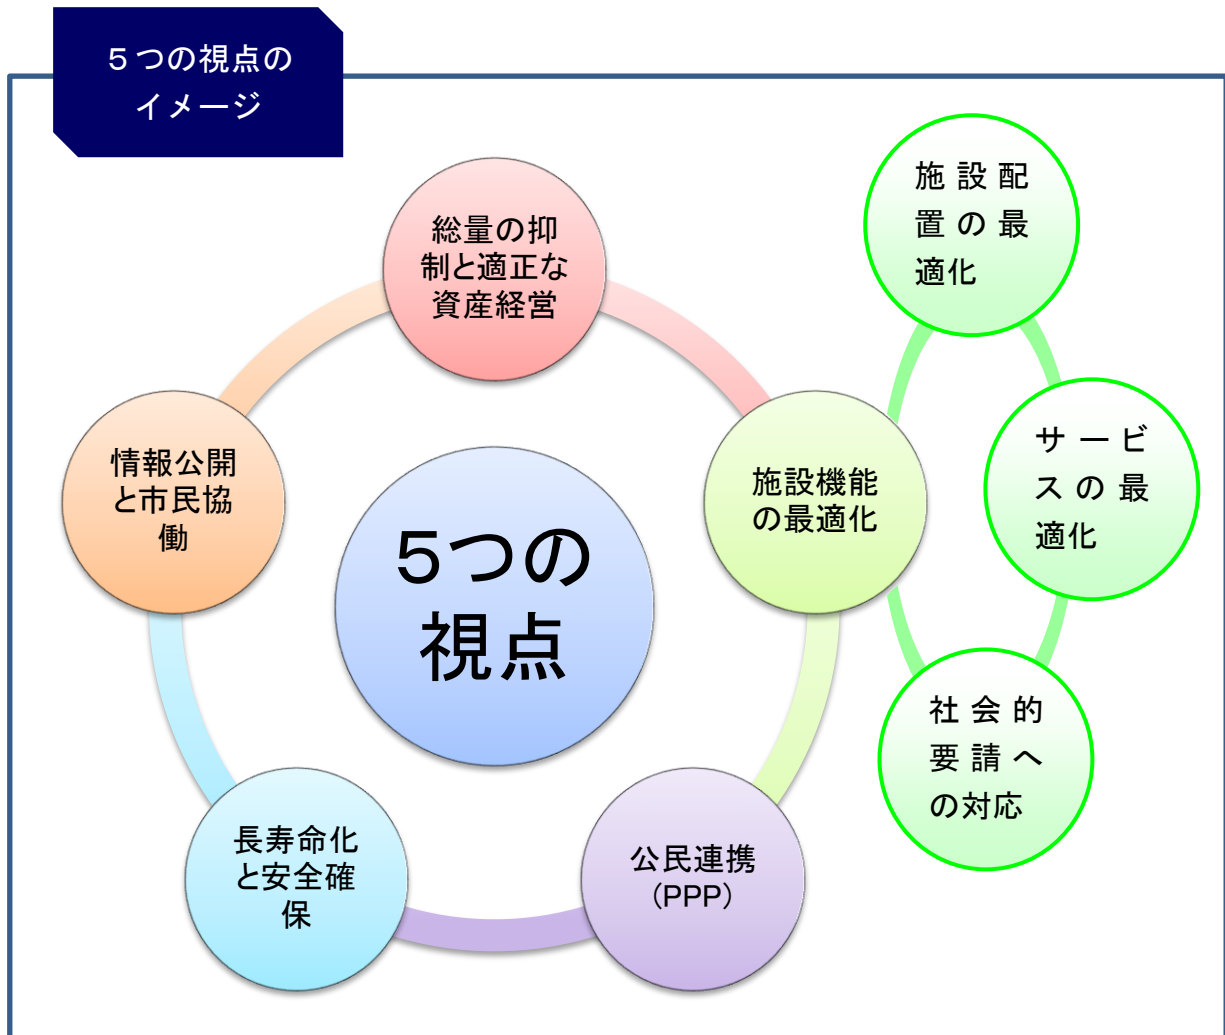 ５つの視点の
イメージ
総量の抑
制と適正な
資産経営
施設機能
の最適化
公民連携
（PPP）
長寿命化
と安全確
保
情報公開
と市民協
働
５つの
視点
施設配
置の最
適化
サービ
スの最
適化
社会的
要請へ
の対応